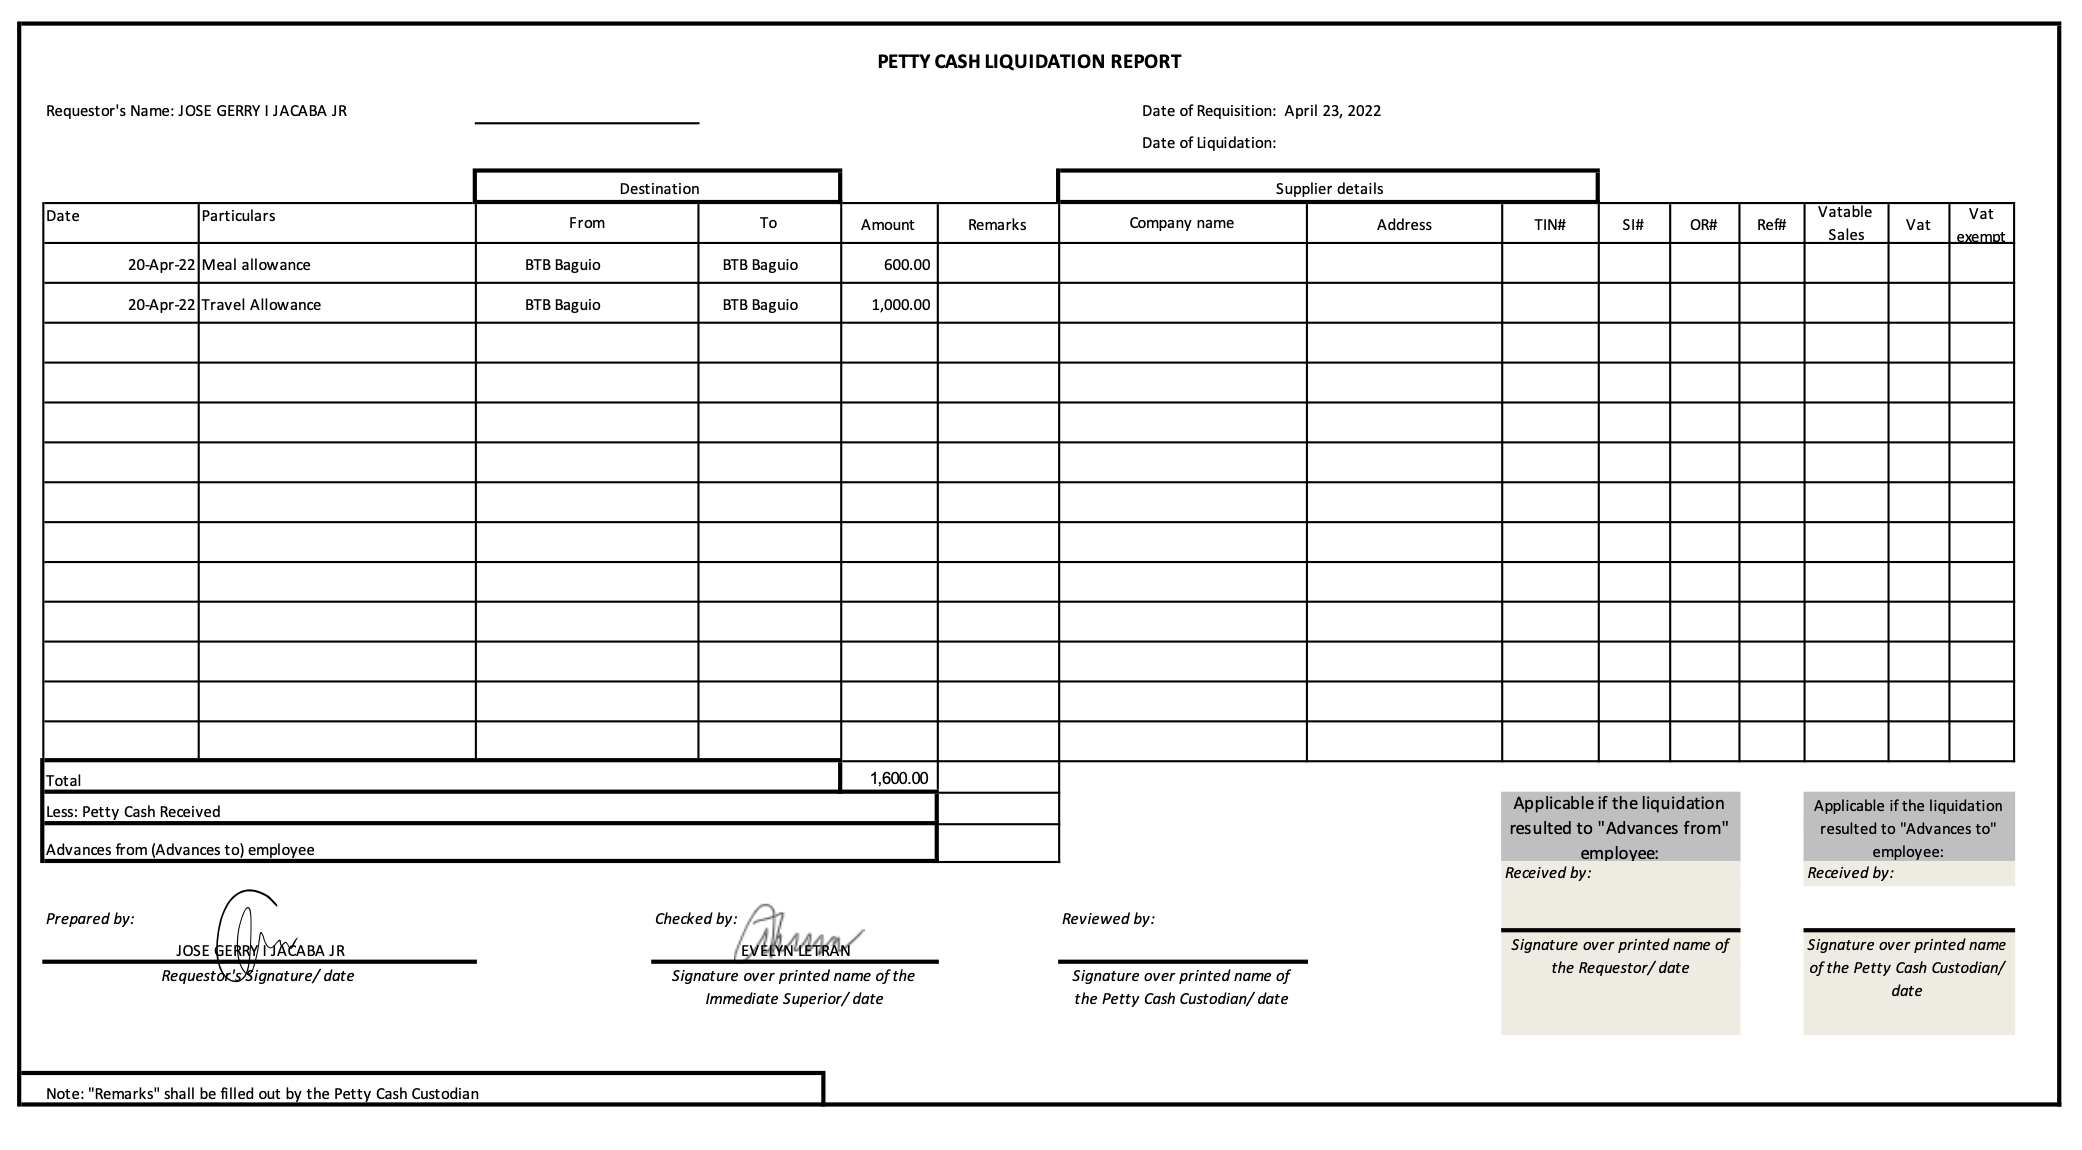 PETTY CASH LIQUIDATION REPORT
Requestor's Name: JOSE GERRY I JACABA JR
Date of Requisition: April 23, 2022
Date of Liquidation:
Destination Supplier details
Date Particulars From To Amount Remarks Company name Address TIN# SI# OR# Ref# Vatable Sales Vat Vat exempt
20-Apr-22 Meal allowance BTB Baguio BTB Baguio 600.00
20-Apr-22 Travel Allowance BTB Baguio BTB Baguio 1,000.00
Total 1,600.00
Less: Petty Cash Received
Advances from (Advances to) employee
Applicable if the liquidation
resulted to "Advances from"
employee:
Received by:
Signature over printed name of
the Requestor/ date
Applicable if the liquidation
resulted to "Advances to"
employee:
Received by:
Signature over printed name
of the Petty Cash Custodian/
date
Prepared by:
JOSE GERRY I JACABA JR
Requestor's Signature/ date
Checked by:
EVELYN LETRAN
Signature over printed name of the
Immediate Superior/ date
Reviewed by:
Signature over printed name of
the Petty Cash Custodian/ date
Note: "Remarks" shall be filled out by the Petty Cash Custodian